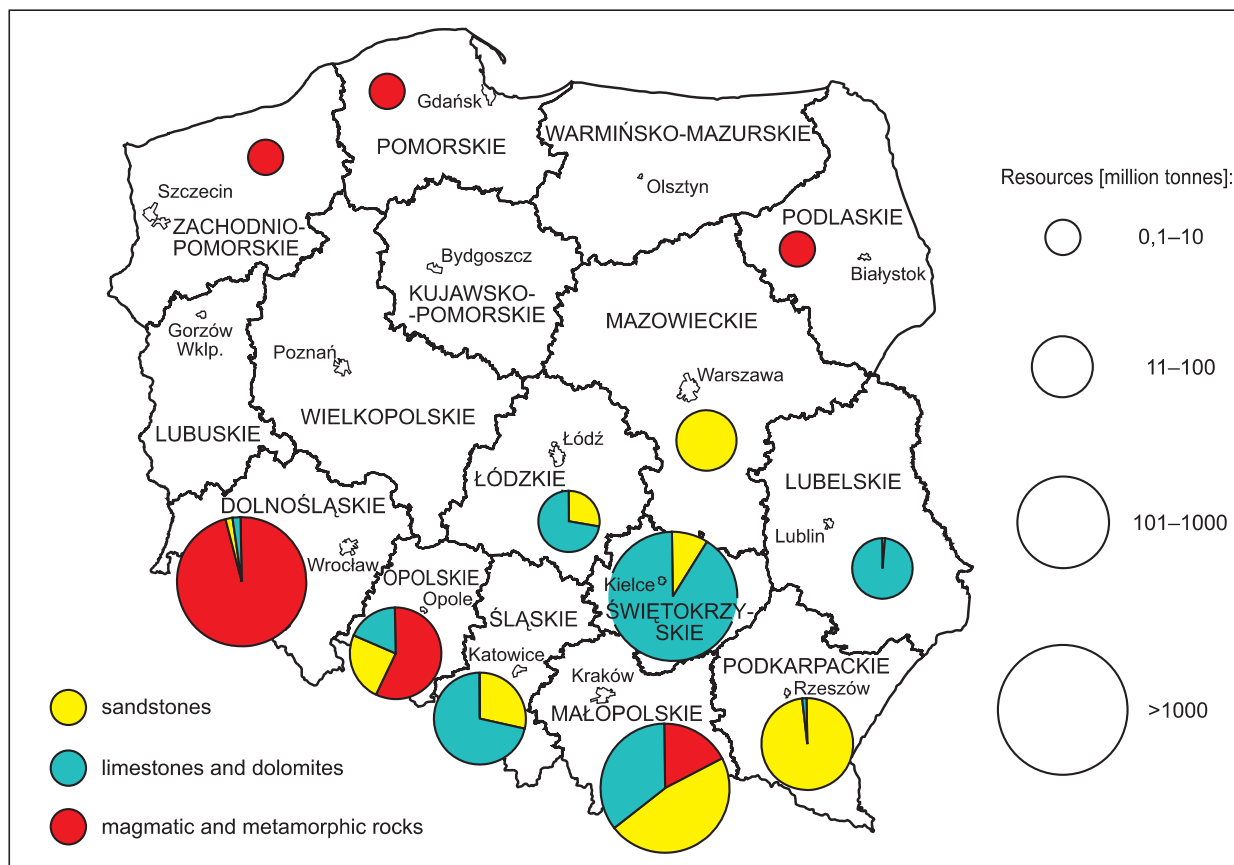 Gdańsk
POMORSKIE
WARMIŃSKO-MAZURSKIE
Olsztyn
Szczecin
ZACHODNIO-
POMORSKIE
PODLASKIE
Białystok
Bydgoszcz
KUJAWSKO-
-POMORSKIE
MAZOWIECKIE
Warszawa
Gorzów
Wklp.
LUBUSKIE
Poznań
WIELKOPOLSKIE
Łódź
ŁÓDZKIE
LUBELSKIE
Lublin
DOLNOŚLĄSKIE
Wrocław
OPOLSKIE
Opole
ŚLĄSKIE
Katowice
Kielce
ŚWIĘTOKRZY-
SKIE
Kraków
MAŁOPOLSKIE
PODKARPACKIE
Rzeszów
sandstones
limestones and dolomites
magmatic and metamorphic rocks
Resources [million tonnes]:
0,1–10
11–100
101–1000
>1000